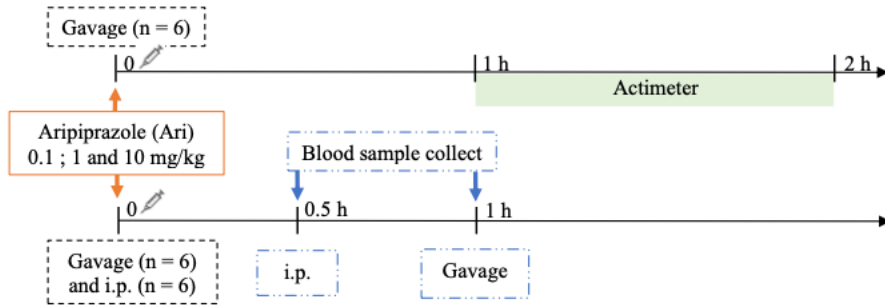 Gavage (n = 6)
0
1 h
2 h
Actimeter
Aripiprazole (Ari)
0.1 ; 1 and 10 mg/kg
Blood sample collect
0
0.5 h
1 h
Gavage (n = 6)
and i.p. (n = 6)
i.p.
Gavage